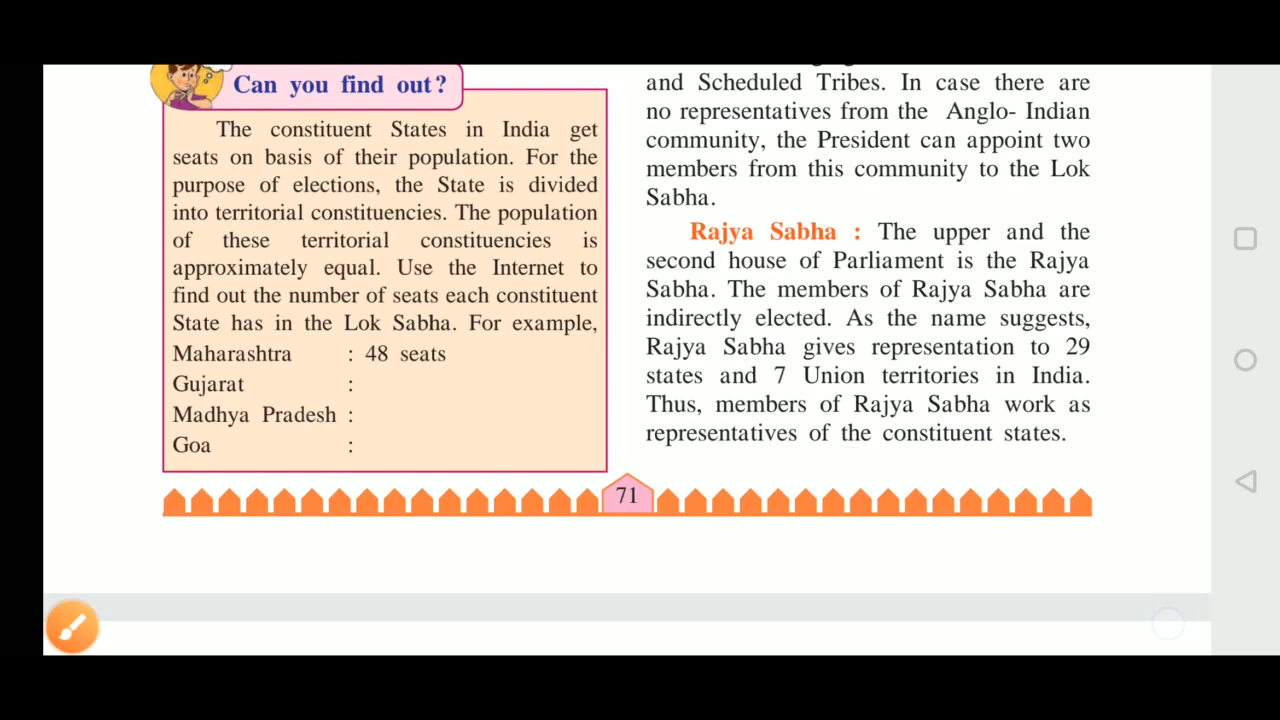 Can you find out?
The constituent States in India get
seats on basis of their population. For the
purpose of elections, the State is divided
into territorial constituencies. The population
of these territorial constituencies is
approximately equal. Use the Internet to
find out the number of seats each constituent
State has in the Lok Sabha. For example,
Maharashtra : 48 seats
Gujarat :
Madhya Pradesh :
Goa :
and Scheduled Tribes. In case there are
no representatives from the Anglo- Indian
community, the President can appoint two
members from this community to the Lok
Sabha.
Rajya Sabha : The upper and the
second house of Parliament is the Rajya
Sabha. The members of Rajya Sabha are
indirectly elected. As the name suggests,
Rajya Sabha gives representation to 29
states and 7 Union territories in India.
Thus, members of Rajya Sabha work as
representatives of the constituent states.
71